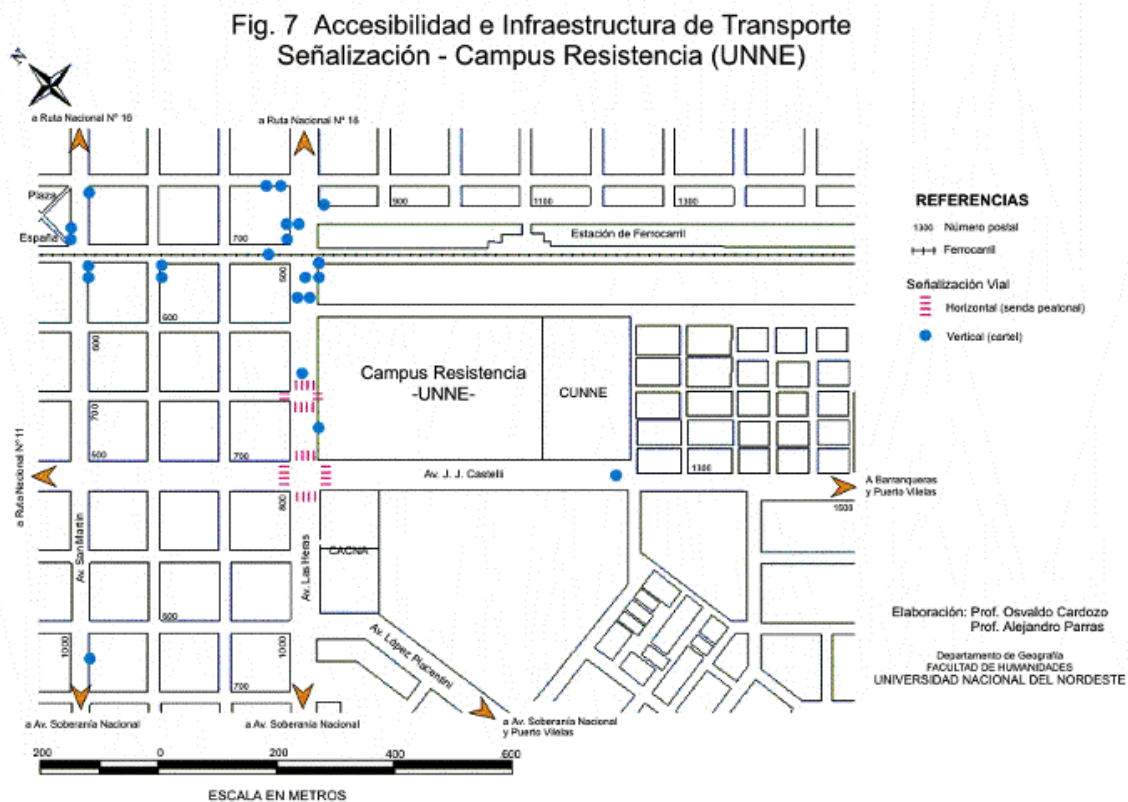 Fig. 7 Accesibilidad e Infraestructura de Transporte
Señalización - Campus Resistencia (UNNE)
N
a Ruta Nacional Nº 16
a Ruta Nacional Nº 16
Plaza
España
900
1100
1300
700
Estación de Ferrocarril
500
600
600
Campus Resistencia
-UNNE-
CUNNE
700
500
700
Av. J. J. Castelli
1300
a Ruta Nacional Nº 11
A Barranqueras
y Puerto Vilelas
800
1500
Av. San Martín
Av. Las Heras
CACNA
600
Av. López Piacentini
1000
1000
700
a Av. Soberanía Nacional
a Av. Soberanía Nacional
a Av. Soberanía Nacional
y Puerto Vilelas
200
0
200
400
600
ESCALA EN METROS
REFERENCIAS
1300 Número postal
Ferrocarril
Señalización Vial
Horizontal (senda peatonal)
Vertical (cartel)
Elaboración: Prof. Osvaldo Cardozo
Prof. Alejandro Parras
Departamento de Geografía
FACULTAD DE HUMANIDADES
UNIVERSIDAD NACIONAL DEL NORDESTE